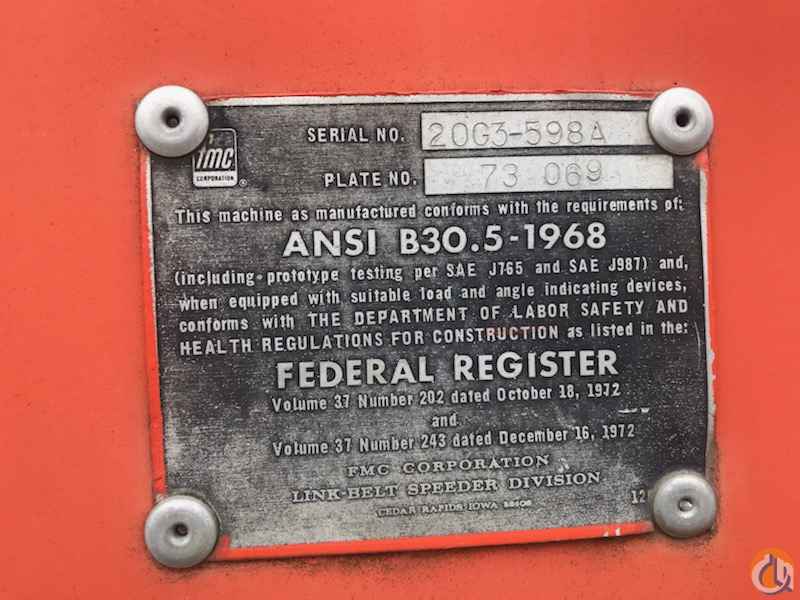 fmc
CORPORATION
®
SERIAL NO. 20G3-598A
PLATE NO. 73 069
This machine as manufactured conforms with the requirements of:
ANSI B30.5-1968
(including prototype testing per SAE J765 and SAE J987) and,
when equipped with suitable load and angle indicating devices,
conforms with THE DEPARTMENT OF LABOR SAFETY AND
HEALTH REGULATIONS FOR CONSTRUCTION as listed in the:
FEDERAL REGISTER
Volume 37 Number 202 dated October 18, 1972
and
Volume 37 Number 243 dated December 16, 1972
FMC CORPORATION
LINK-BELT SPEEDER DIVISION
CEDAR RAPIDS, IOWA